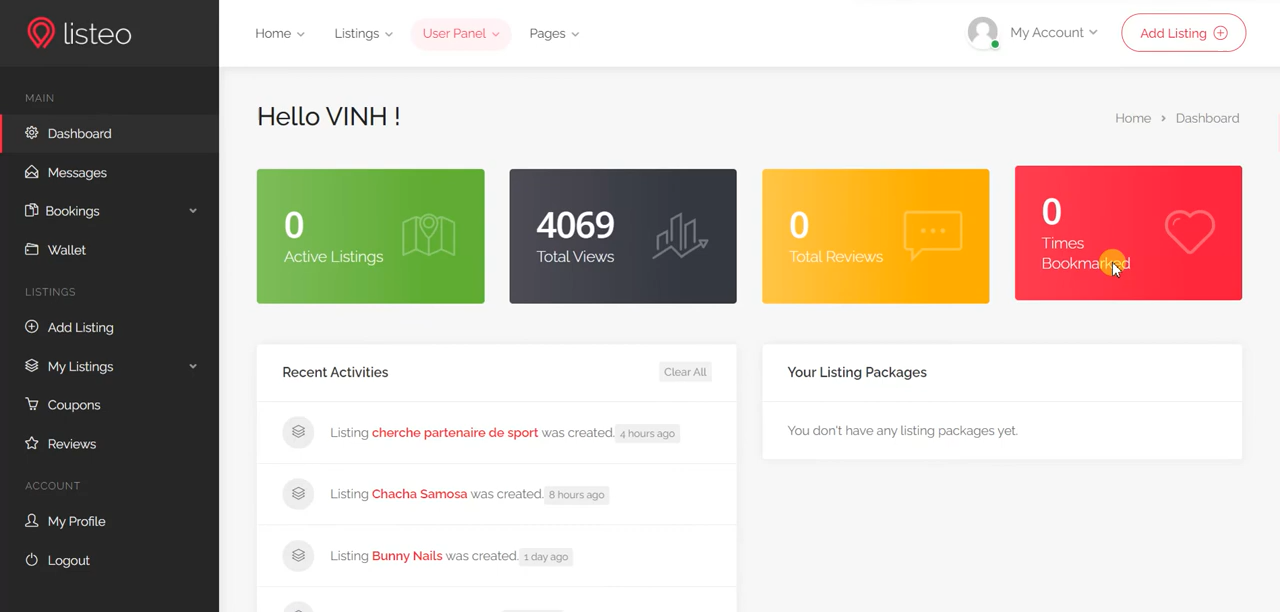 listeo
Home
Listings
User Panel
Pages
My Account
Add Listing
MAIN
Dashboard
Messages
Bookings
Wallet
LISTINGS
Add Listing
My Listings
Coupons
Reviews
ACCOUNT
My Profile
Logout
Hello VINH !
Home
Dashboard
0
Active Listings
4069
Total Views
0
Total Reviews
0
Times
Bookmarked
Recent Activities
Clear All
Listing cherche partenaire de sport was created. 4 hours ago
Listing Chacha Samosa was created. 8 hours ago
Listing Bunny Nails was created. 1 day ago
Your Listing Packages
You don't have any listing packages yet.